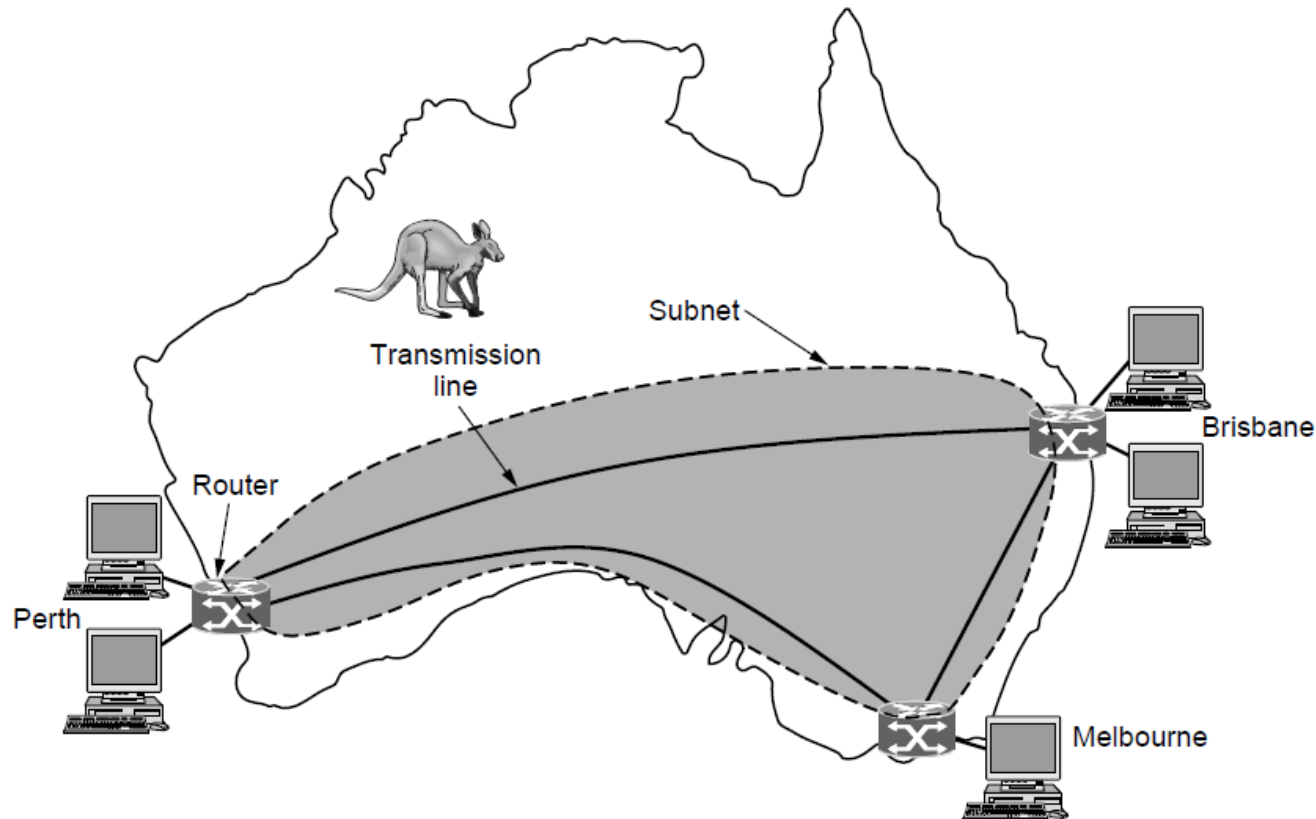 Subnet
Transmission
line
Brisbane
Router
Perth
Melbourne